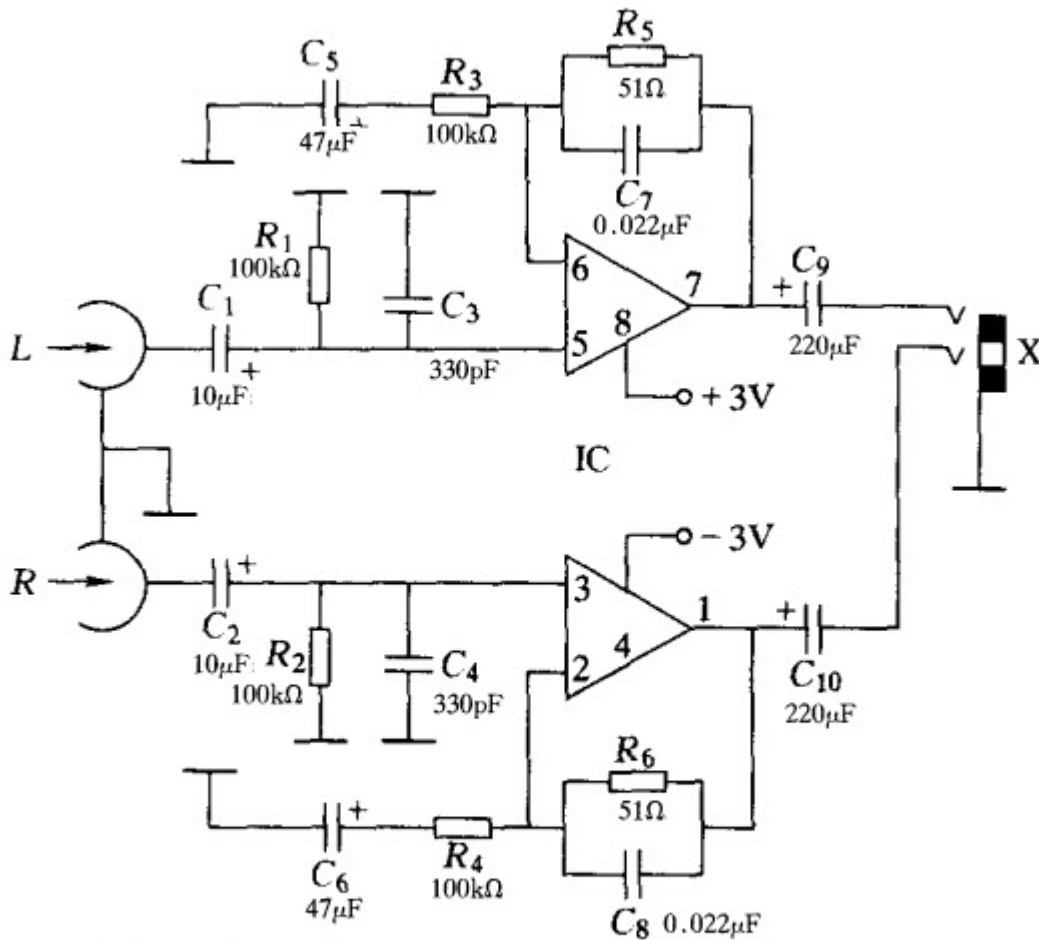 C5
47μF
+
R3
100kΩ
R5
51Ω
C7
0.022μF
R1
100kΩ
C3
330pF
L
C1
10μF
+
6
5
7
8
+3V
+
C9
220μF
X
IC
R
C2
10μF
+
R2
100kΩ
C4
330pF
-3V
3
2
1
4
+
C10
220μF
R6
51Ω
C8 0.022μF
R4
100kΩ
+
C6
47μF